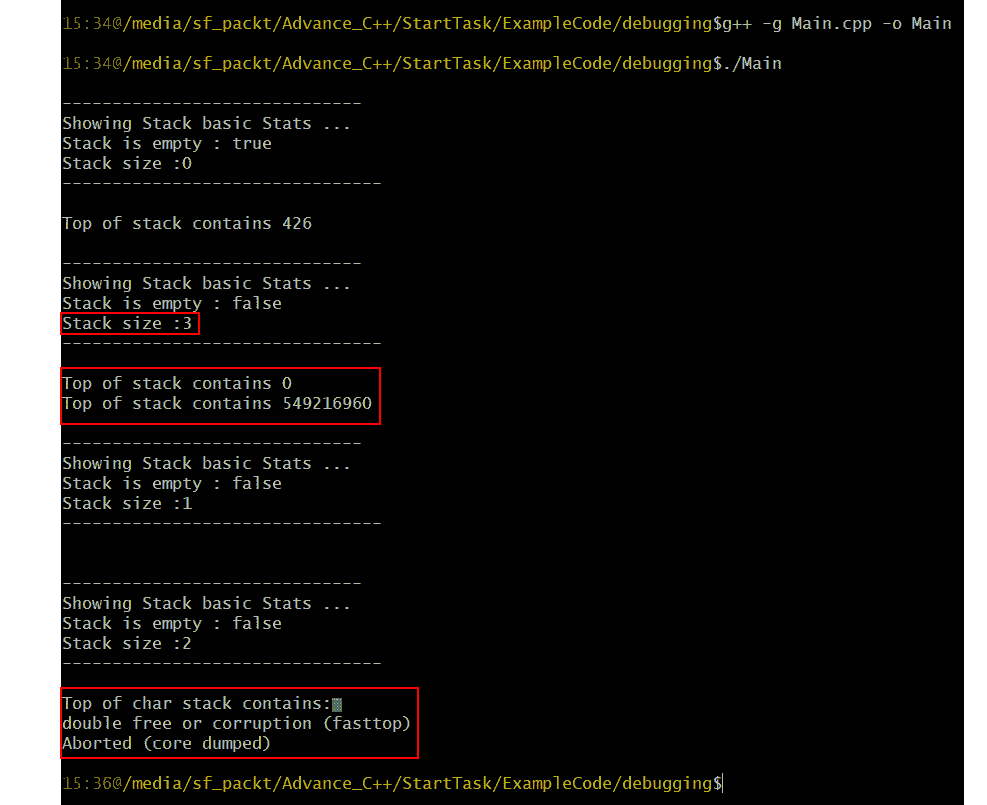 15:34@/media/sf_packt/Advance_C++/StartTask/ExampleCode/debugging$g++ -g Main.cpp -o Main
15:34@/media/sf_packt/Advance_C++/StartTask/ExampleCode/debugging$./Main
------------------------------
Showing Stack basic Stats ...
Stack is empty : true
Stack size :0
--------------------------------
Top of stack contains 426
------------------------------
Showing Stack basic Stats ...
Stack is empty : false
Stack size :3
--------------------------------
Top of stack contains 0
Top of stack contains 549216960
------------------------------
Showing Stack basic Stats ...
Stack is empty : false
Stack size :1
--------------------------------
------------------------------
Showing Stack basic Stats ...
Stack is empty : false
Stack size :2
--------------------------------
Top of char stack contains:
double free or corruption (fasttop)
Aborted (core dumped)
15:36@/media/sf_packt/Advance_C++/StartTask/ExampleCode/debugging$